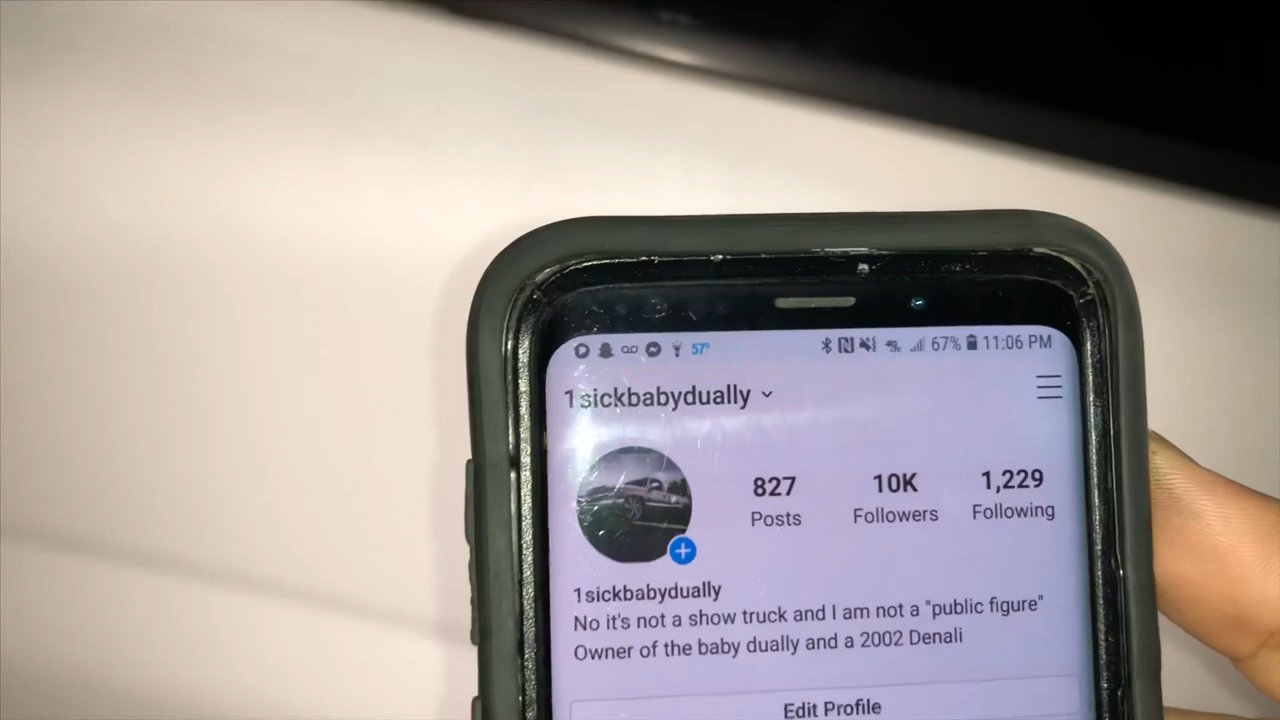 57° 67% 11:06 PM
1sickbabydually
827 10K 1,229
Posts Followers Following
1sickbabydually
No it's not a show truck and I am not a "public figure"
Owner of the baby dually and a 2002 Denali
Edit Profile